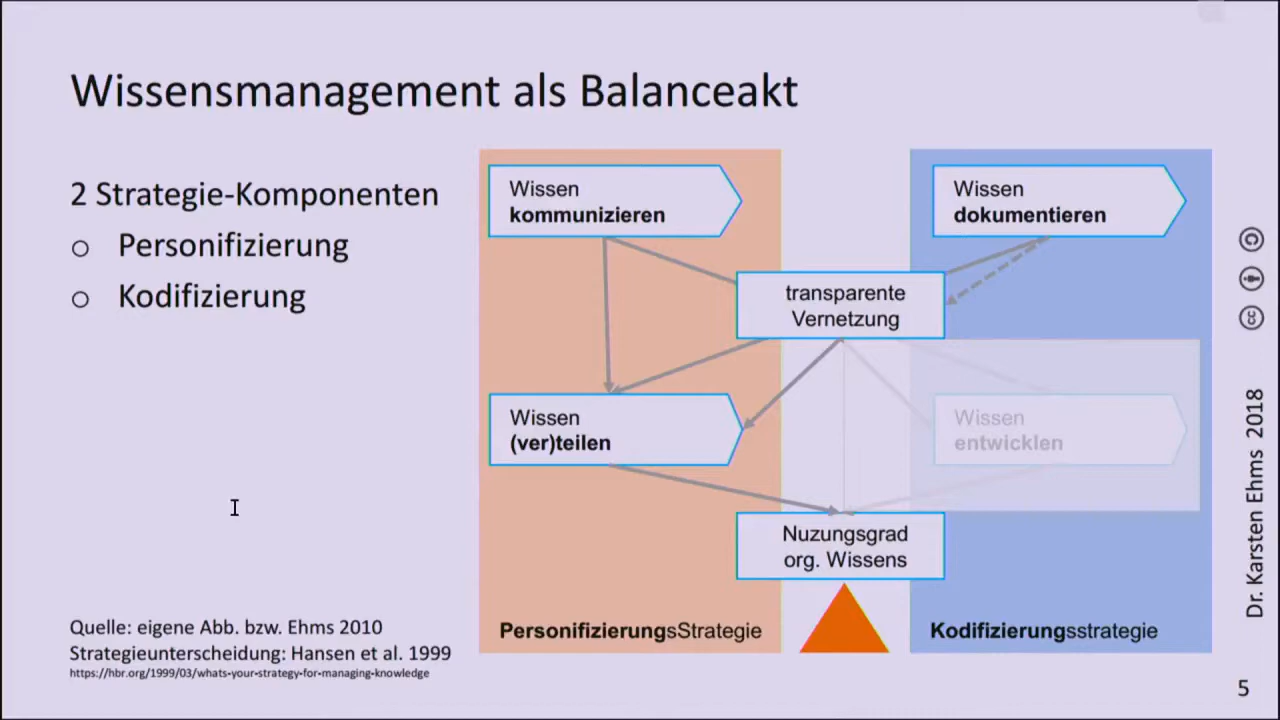 Wissensmanagement als Balanceakt
2 Strategie-Komponenten
o Personifizierung
o Kodifizierung
Wissen
kommunizieren
Wissen
dokumentieren
transparente
Vernetzung
Wissen
(ver)teilen
Wissen
entwicklen
Nuzungsgrad
org. Wissens
PersonifizierungsStrategie
Kodifizierungsstrategie
Quelle: eigene Abb. bzw. Ehms 2010
Strategieunterscheidung: Hansen et al. 1999
https://hbr.org/1999/03/whats-your-strategy-for-managing-knowledge
Dr. Karsten Ehms 2018
cc
5